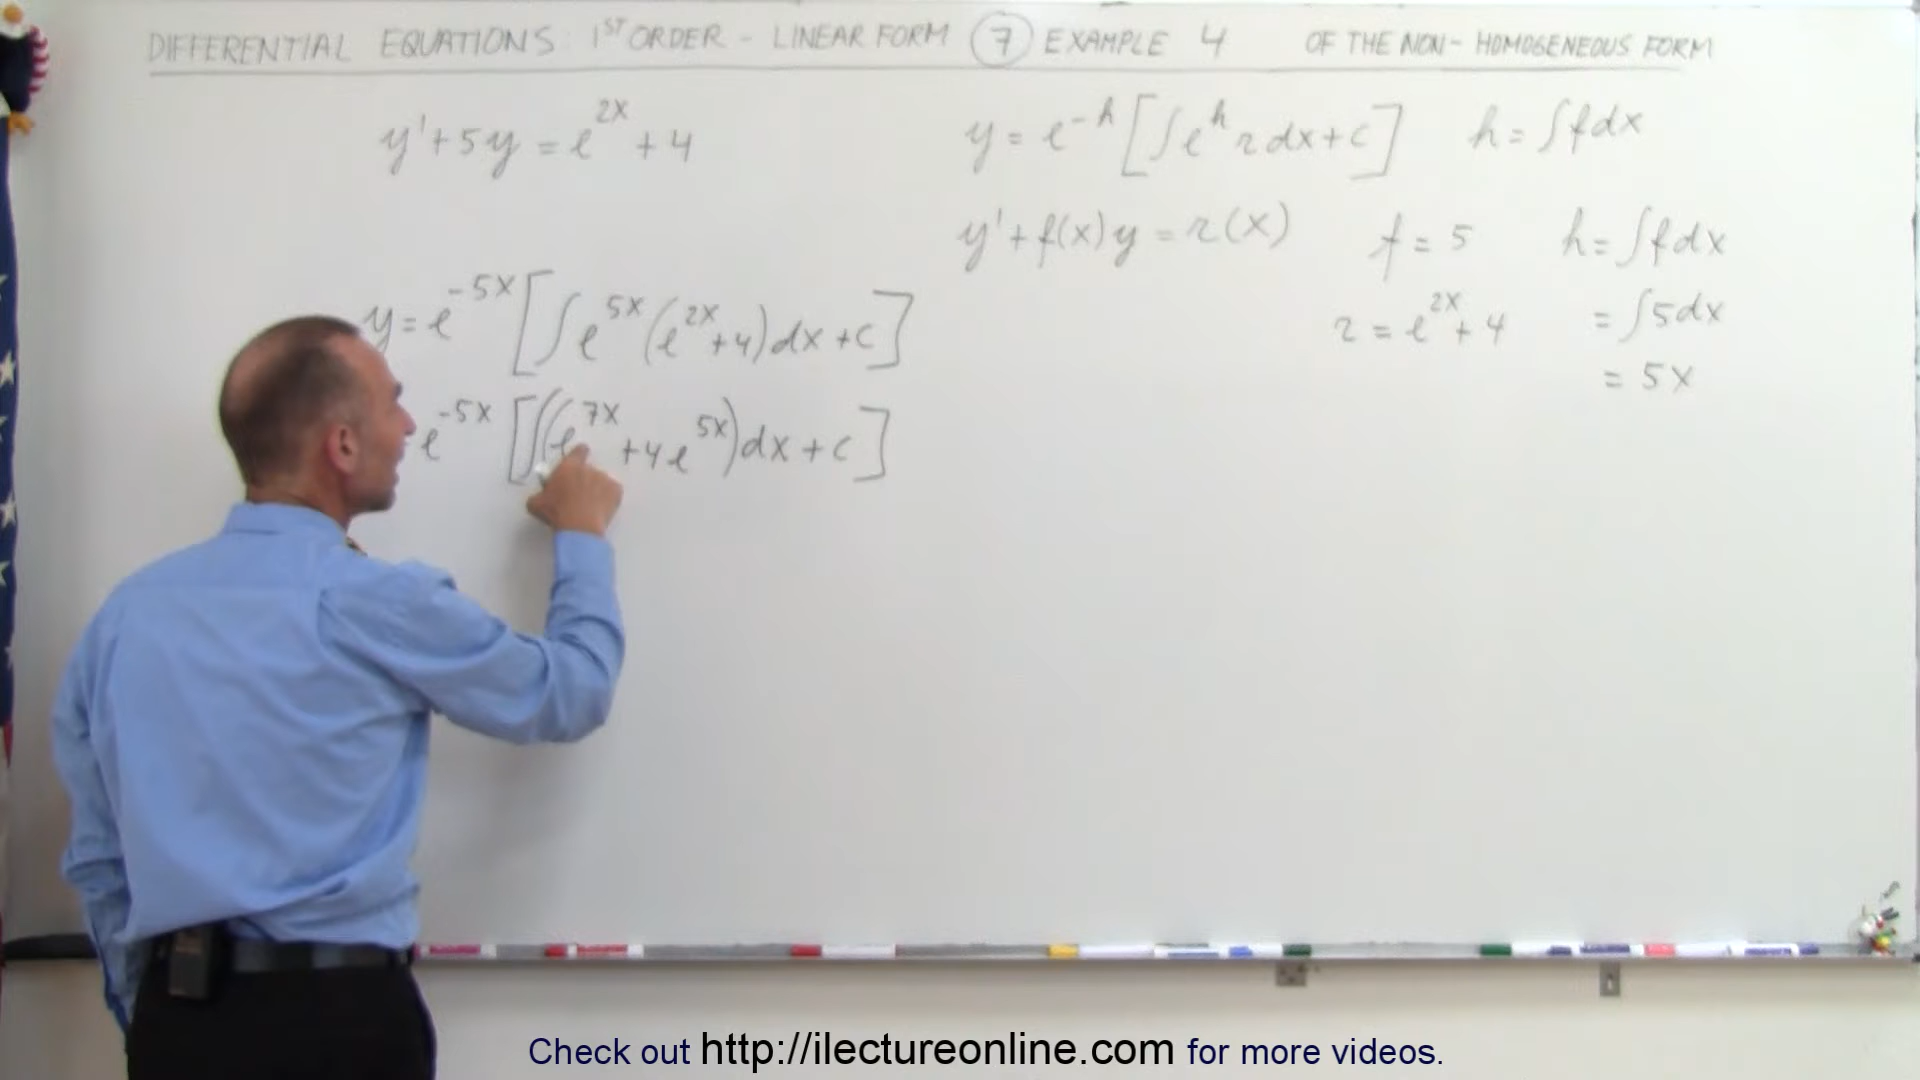 DIFFERENTIAL EQUATIONS 1ST ORDER - LINEAR FORM 7 EXAMPLE 4 OF THE NON-HOMOGENEOUS FORM
y' + 5y = e^2x + 4
y = e^-h [∫e^h r dx + c] h = ∫f dx
y' + f(x)y = r(x) f = 5 h = ∫f dx
r = e^2x + 4 = ∫5dx
= 5x
y = e^-5x [∫e^5x (e^2x + 4)dx + c]
e^-5x [∫(e^7x + 4e^5x)dx + c]
Check out http://ilectureonline.com for more videos.